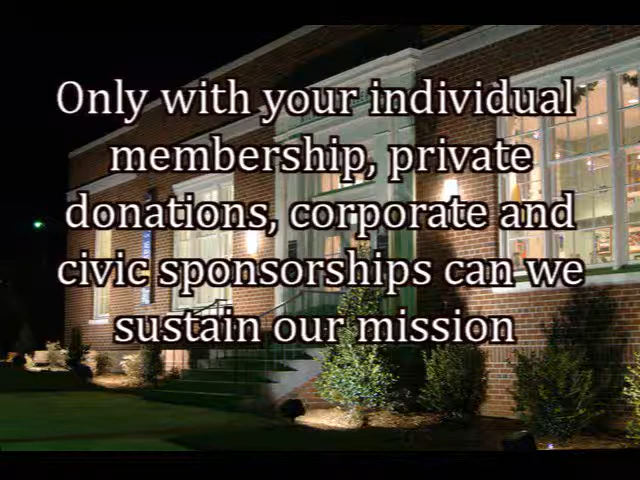 Only with your individual
membership, private
donations, corporate and
civic sponsorships can we
sustain our mission